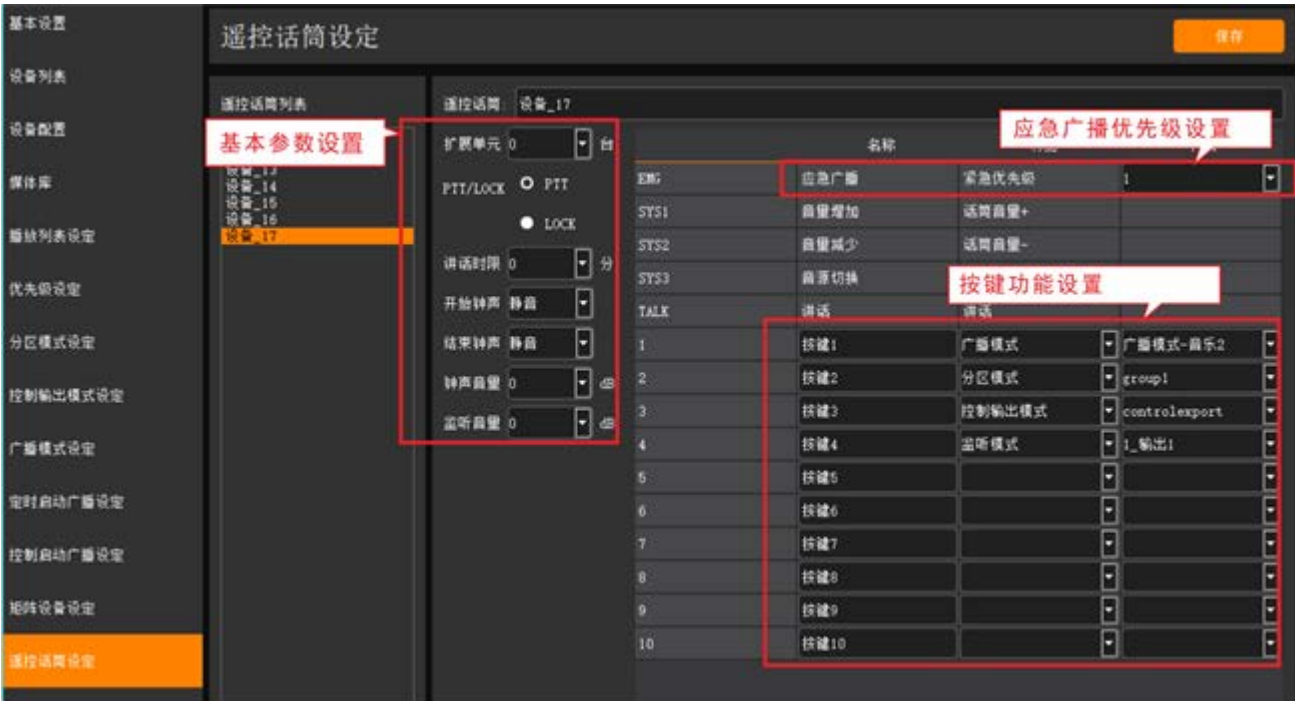 基本设置
设备列表
设备配置
媒体库
播放列表设定
优先级设定
分区模式设定
控制输出模式设定
广播模式设定
定时启动广播设定
控制启动广播设定
矩阵设备设定
遥控话筒设定
遥控话筒设定
保存
遥控话筒列表
基本参数设置
设备_13
设备_14
设备_15
设备_16
设备_17
遥控话筒: 设备_17
扩展单元 0 台
PTT/LOCK PTT
LOCK
讲话时限 0 分
开始钟声 静音
结束钟声 静音
钟声音量 0 dB
监听音量 0 dB
应急广播优先级设置
名称
EMG 应急广播 紧急优先级 1
SYS1 音量增加 话筒音量+
SYS2 音量减少 话筒音量-
SYS3 音源切换
按键功能设置
TALK 讲话 讲话
1 按键1 广播模式 广播模式-音乐2
2 按键2 分区模式 group1
3 按键3 控制输出模式 controlexport
4 按键4 监听模式 1_输出1
5 按键5
6 按键6
7 按键7
8 按键8
9 按键9
10 按键10